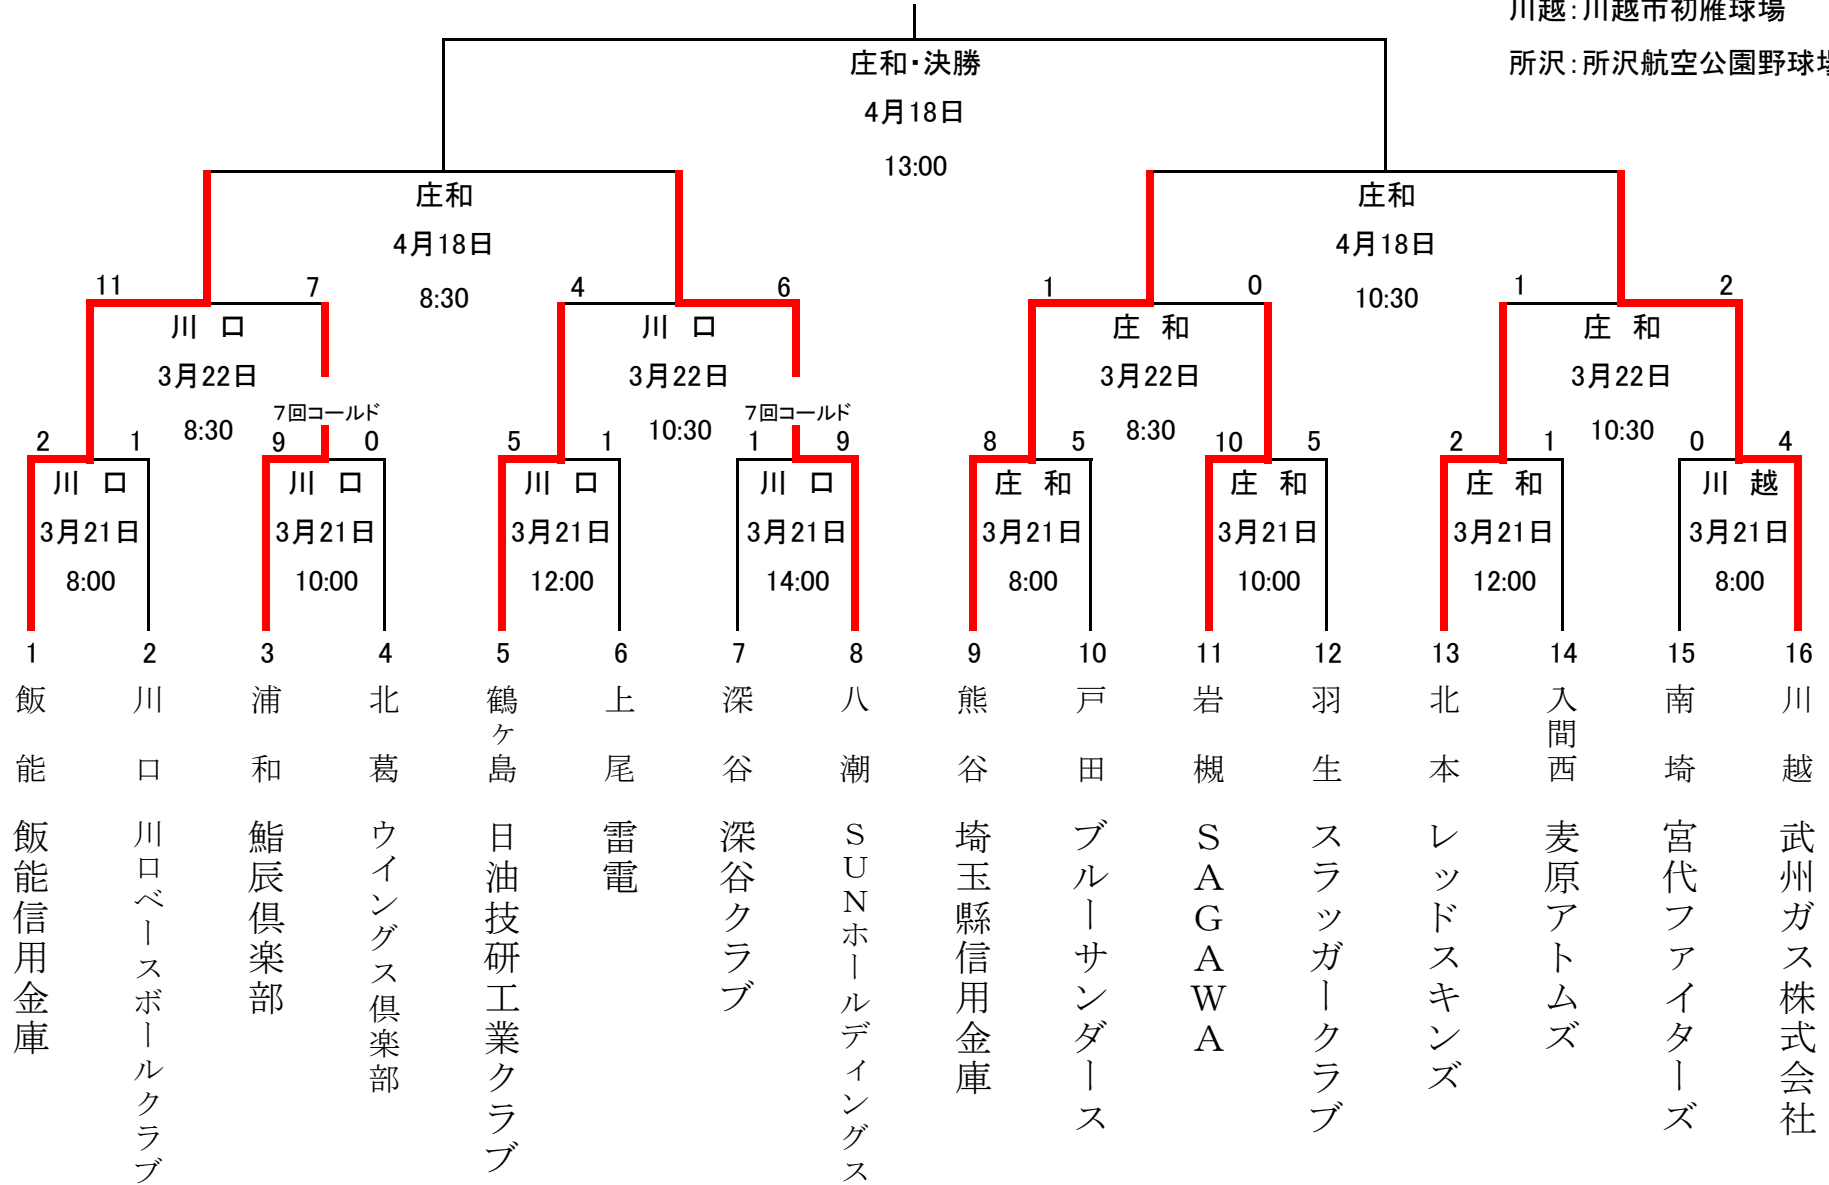 川越：川越市初雁球場
所沢：所沢航空公園野球場
庄和・決勝
4月18日
13:00
庄和
4月18日
8:30
庄和
4月18日
10:30
11 7
川 口
3月22日
8:30
4 6
川 口
3月22日
10:30
1 0
庄 和
3月22日
8:30
1 2
庄 和
3月22日
10:30
2 1
川 口
3月21日
8:00
7回コールド
9 0
川 口
3月21日
10:00
5 1
川 口
3月21日
12:00
7回コールド
1 9
川 口
3月21日
14:00
8 5
庄 和
3月21日
8:00
10 5
庄 和
3月21日
10:00
2 1
庄 和
3月21日
12:00
0 4
川 越
3月21日
8:00
1
飯能
飯能信用金庫
2
川口
川口ベースボールクラブ
3
浦和
鮨辰倶楽部
4
北葛
ウイングス倶楽部
5
鶴ヶ島
日油技研工業クラブ
6
上尾
雷電
7
深谷
深谷クラブ
8
八潮
SUNホールディングス
9
熊谷
埼玉縣信用金庫
10
戸田
ブルーサンダース
11
岩槻
SAGAWA
12
羽生
スラッガークラブ
13
北本
レッドスキンズ
14
入間西
麦原アトムズ
15
南埼
宮代ファイターズ
16
川越
武州ガス株式会社